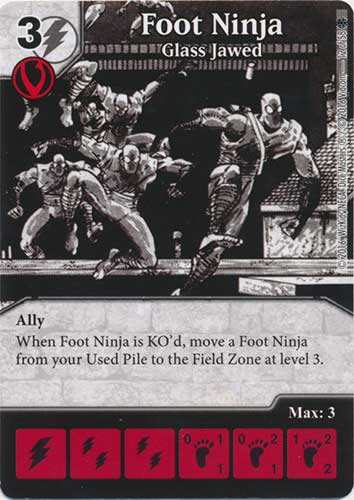 3
Foot Ninja
Glass Jawed
Ally
When Foot Ninja is KO’d, move a Foot Ninja
from your Used Pile to the Field Zone at level 3.
Max: 3
0 1 1
0 2 1
1 2 2